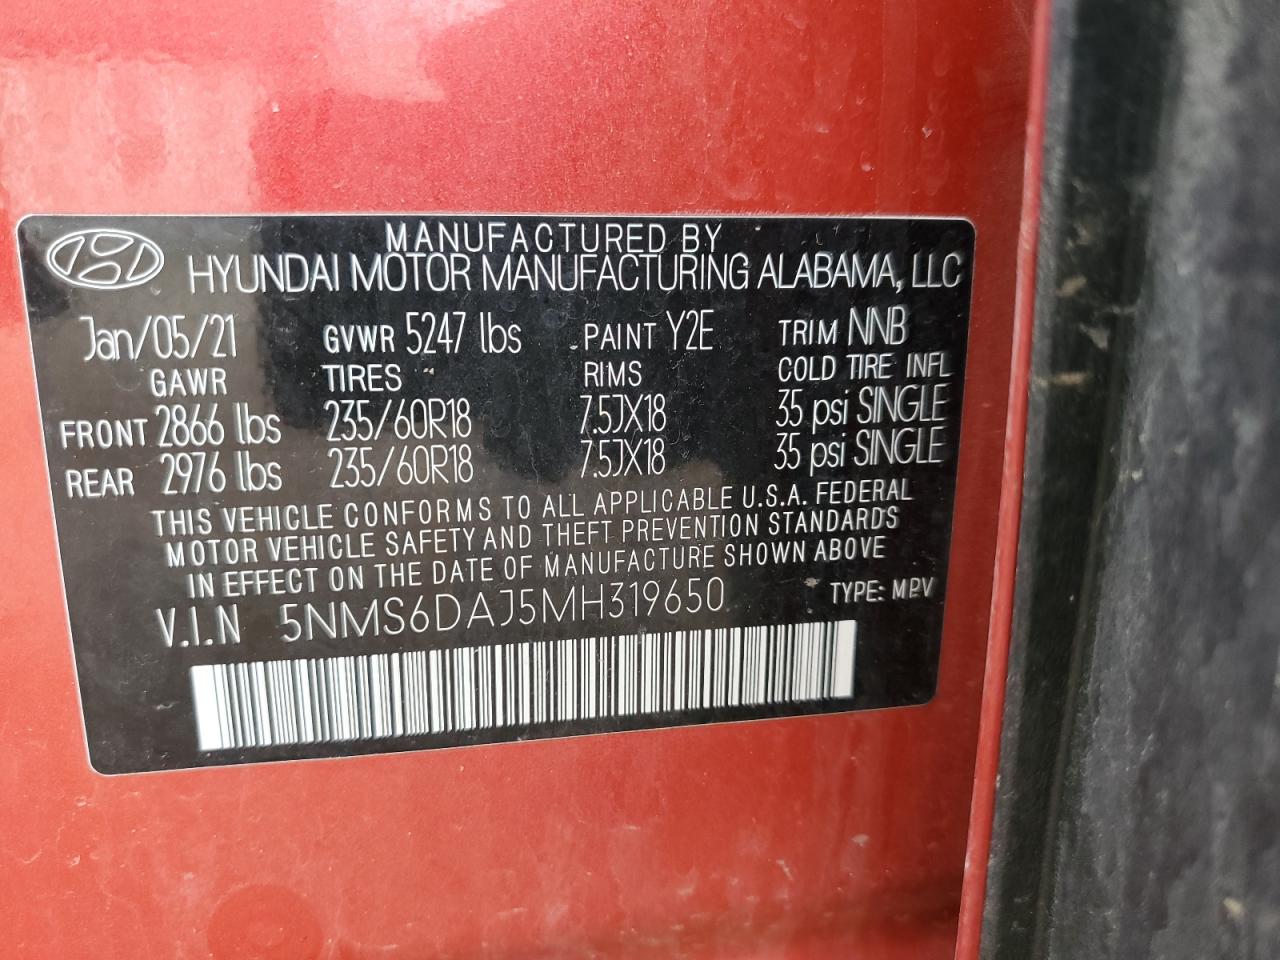 MANUFACTURED BY
HYUNDAI MOTOR MANUFACTURING ALABAMA, LLC
Jan/05/21 GVWR 5247 lbs PAINT Y2E TRIM NNB
GAWR TIRES RIMS COLD TIRE INFL
FRONT 2866 lbs 235/60R18 7.5JX18 35 psi SINGLE
REAR 2976 lbs 235/60R18 7.5JX18 35 psi SINGLE
THIS VEHICLE CONFORMS TO ALL APPLICABLE U.S.A. FEDERAL
MOTOR VEHICLE SAFETY AND THEFT PREVENTION STANDARDS
IN EFFECT ON THE DATE OF MANUFACTURE SHOWN ABOVE
V.I.N 5NMS6DAJ5MH319650 TYPE: MPV